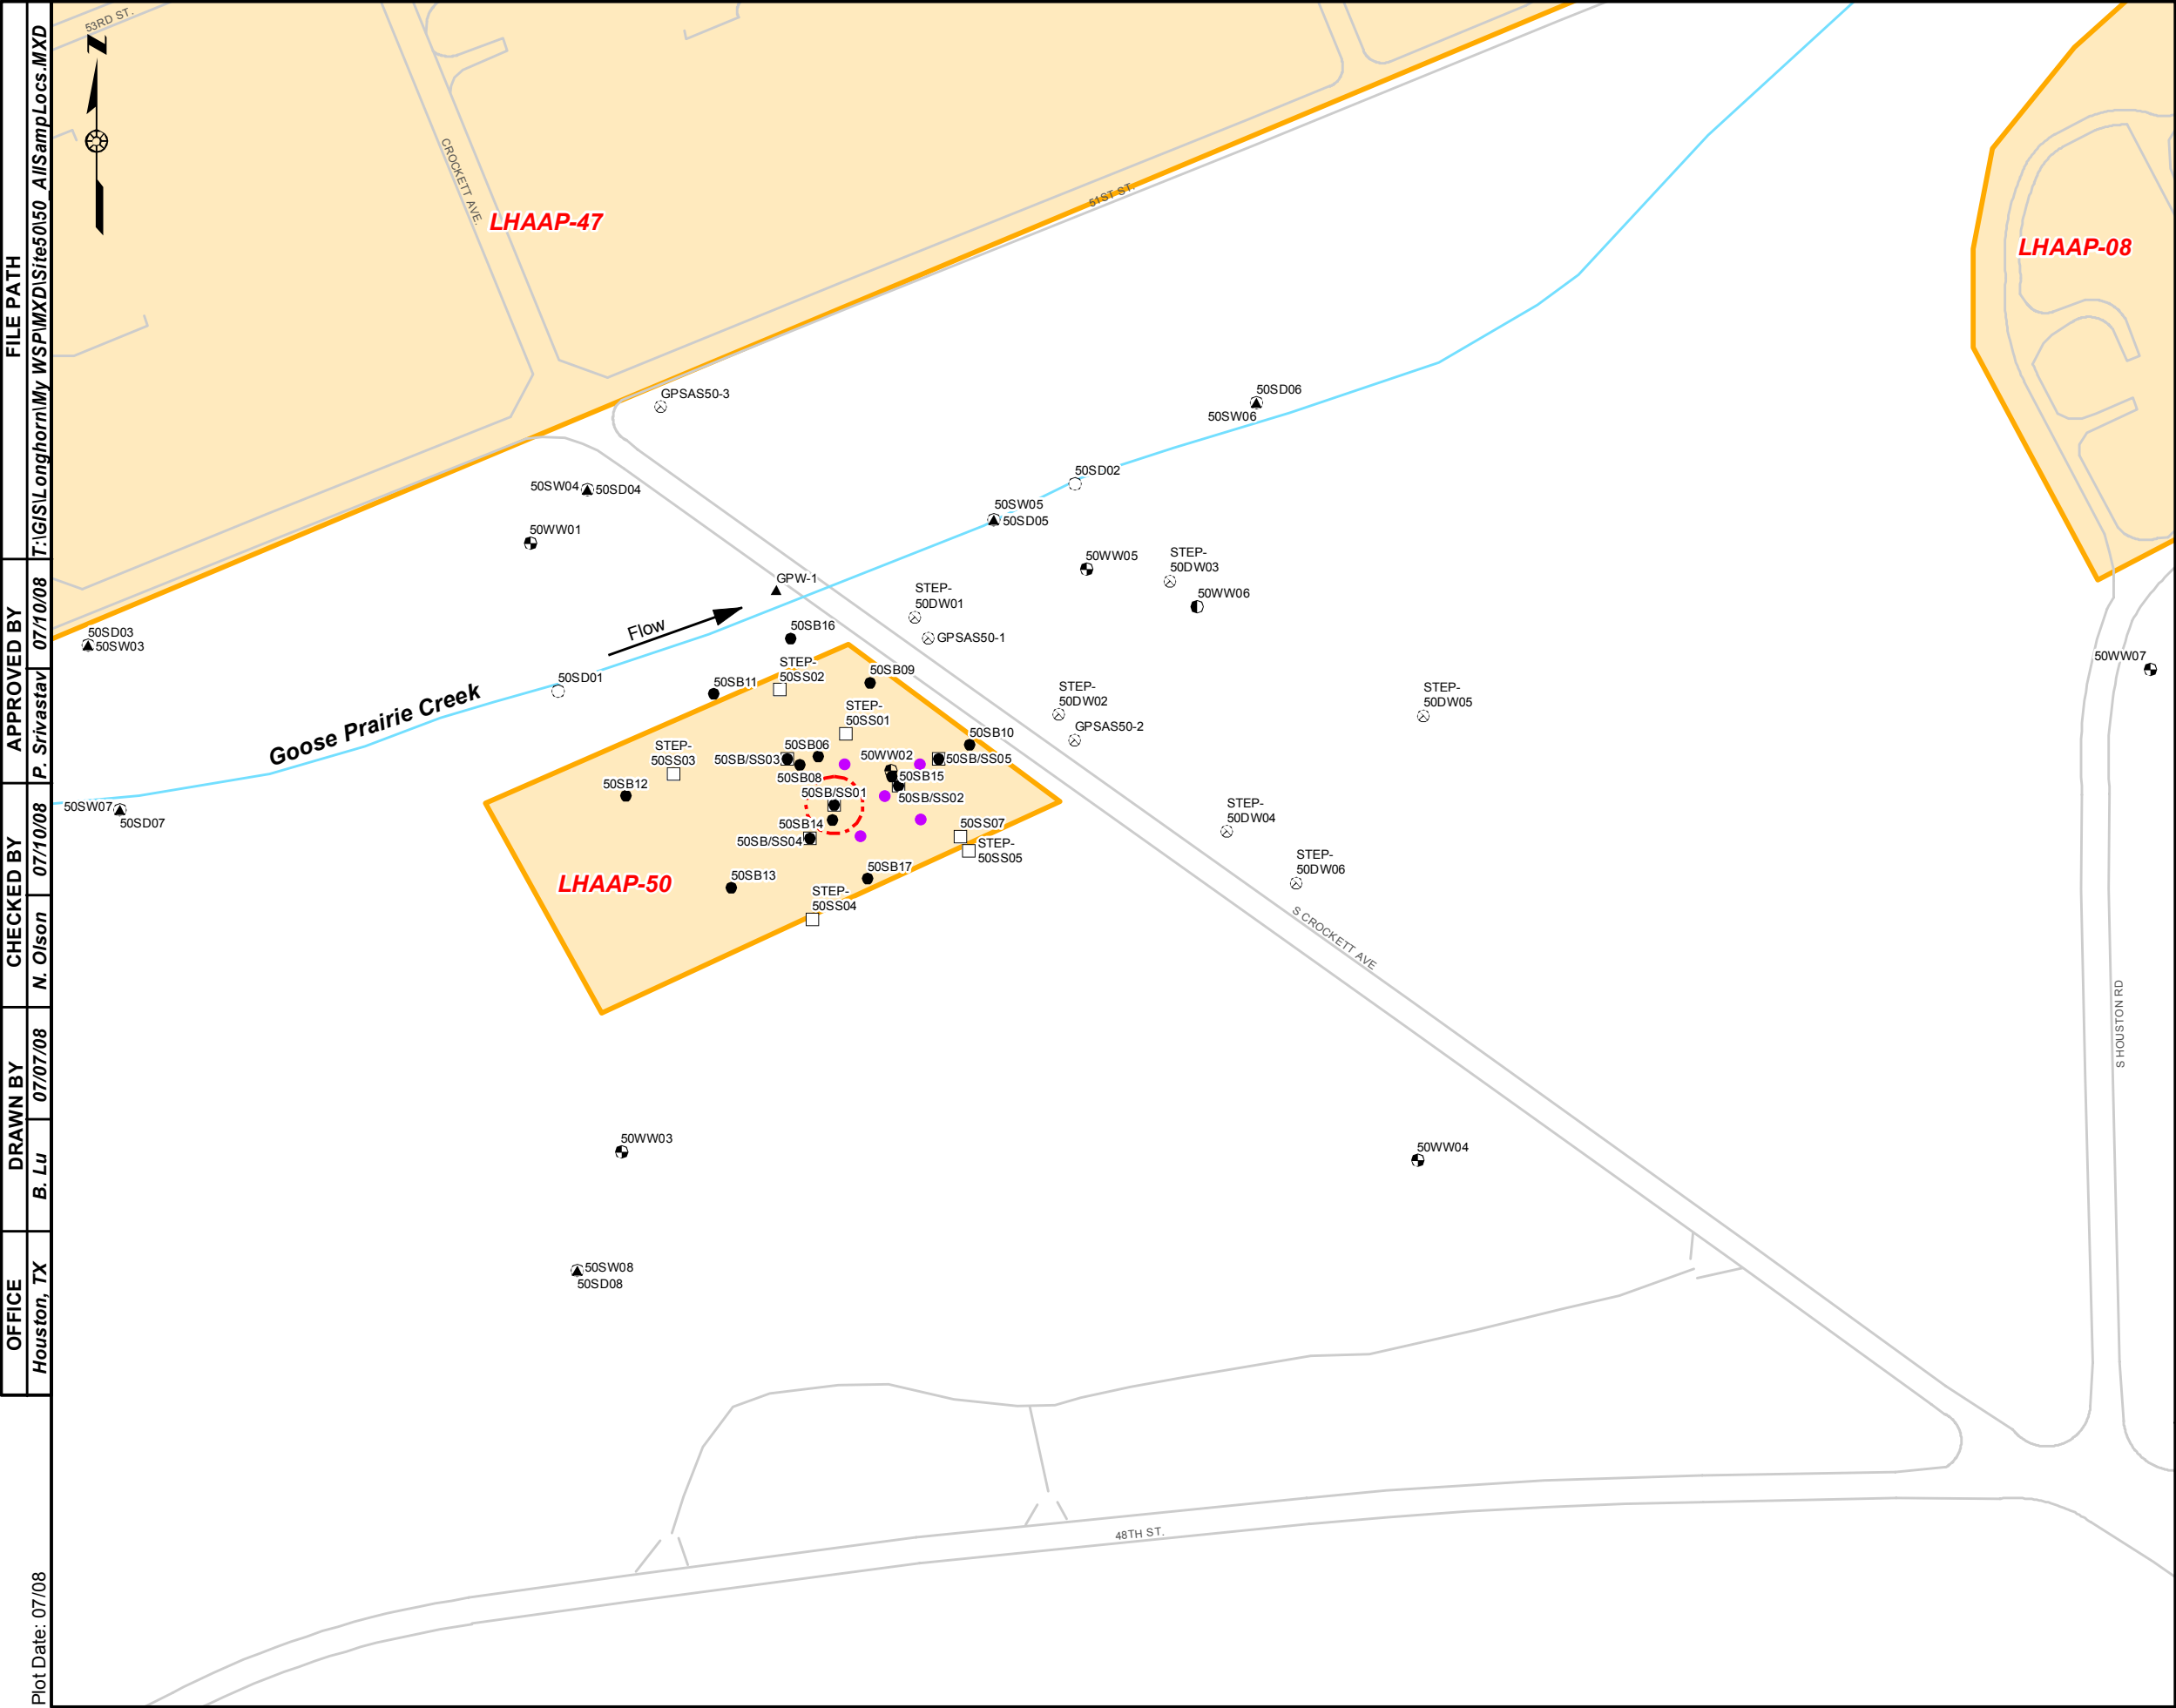 FILE PATH
T:\GIS\Longhorn\My WSP\MXD\Site50\50_AllSampLocs.MXD
APPROVED BY
P. Srivastav
07/10/08
CHECKED BY
N. Olson
07/10/08
DRAWN BY
B. Lu
07/07/08
OFFICE
Houston, TX
Plot Date: 07/08
53RD ST.
N
CROCKETT AVE.
LHAAP-47
51ST ST.
LHAAP-08
GPSAS50-3
50SD06
50SW06
50SD02
50SW04
50SD04
50SW05
50SD05
50WW01
50WW05
STEP-
50DW03
GPW-1
STEP-
50DW01
50WW06
50SD03
50SW03
Flow
50SB16
GPSAS50-1
50WW07
50SD01
STEP-
50SS02
50SB09
50SB11
STEP-
50DW02
STEP-
50DW05
Goose Prairie Creek
STEP-
50SS01
GPSAS50-2
50SB10
STEP-
50SS03
50SB06
50SB/SS03
50WW02
50SB/SS05
50SB12
50SB08
50SB15
50SB/SS01
50SB/SS02
50SW07
50SD07
STEP-
50DW04
50SB14
50SS07
50SB/SS04
STEP-
50SS05
STEP-
50DW06
50SB17
LHAAP-50
50SB13
STEP-
50SS04
S CROCKETT AVE
S HOUSTON RD
50WW03
50WW04
50SW08
50SD08
48TH ST.